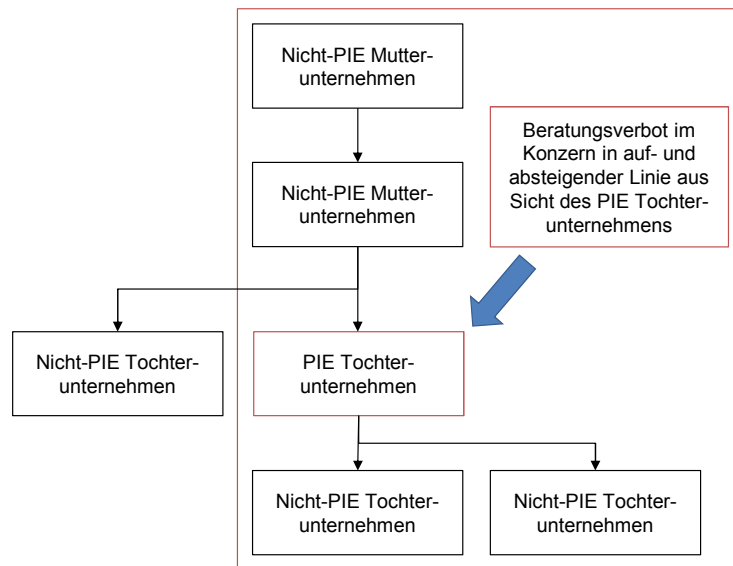 Nicht-PIE Mutter-
unternehmen
Nicht-PIE Mutter-
unternehmen
Beratungsverbot im
Konzern in auf- und
absteigender Linie aus
Sicht des PIE Tochter-
unternehmens
Nicht-PIE Tochter-
unternehmen
PIE Tochter-
unternehmen
Nicht-PIE Tochter-
unternehmen
Nicht-PIE Tochter-
unternehmen